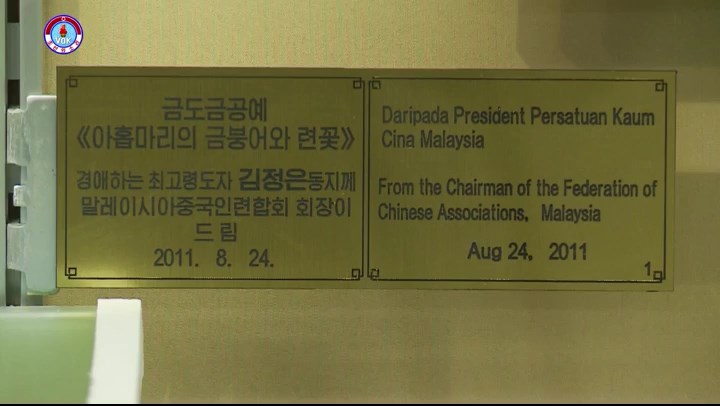 VOK
금도금공예
《아홉마리의 금붕어와 련꽃》
경애하는 최고령도자 김정은동지께
말레이시아중국인련합회 회장이
드림
2011. 8. 24.
Daripada President Persatuan Kaum
Cina Malaysia
From the Chairman of the Federation of
Chinese Associations, Malaysia
Aug 24, 2011
1